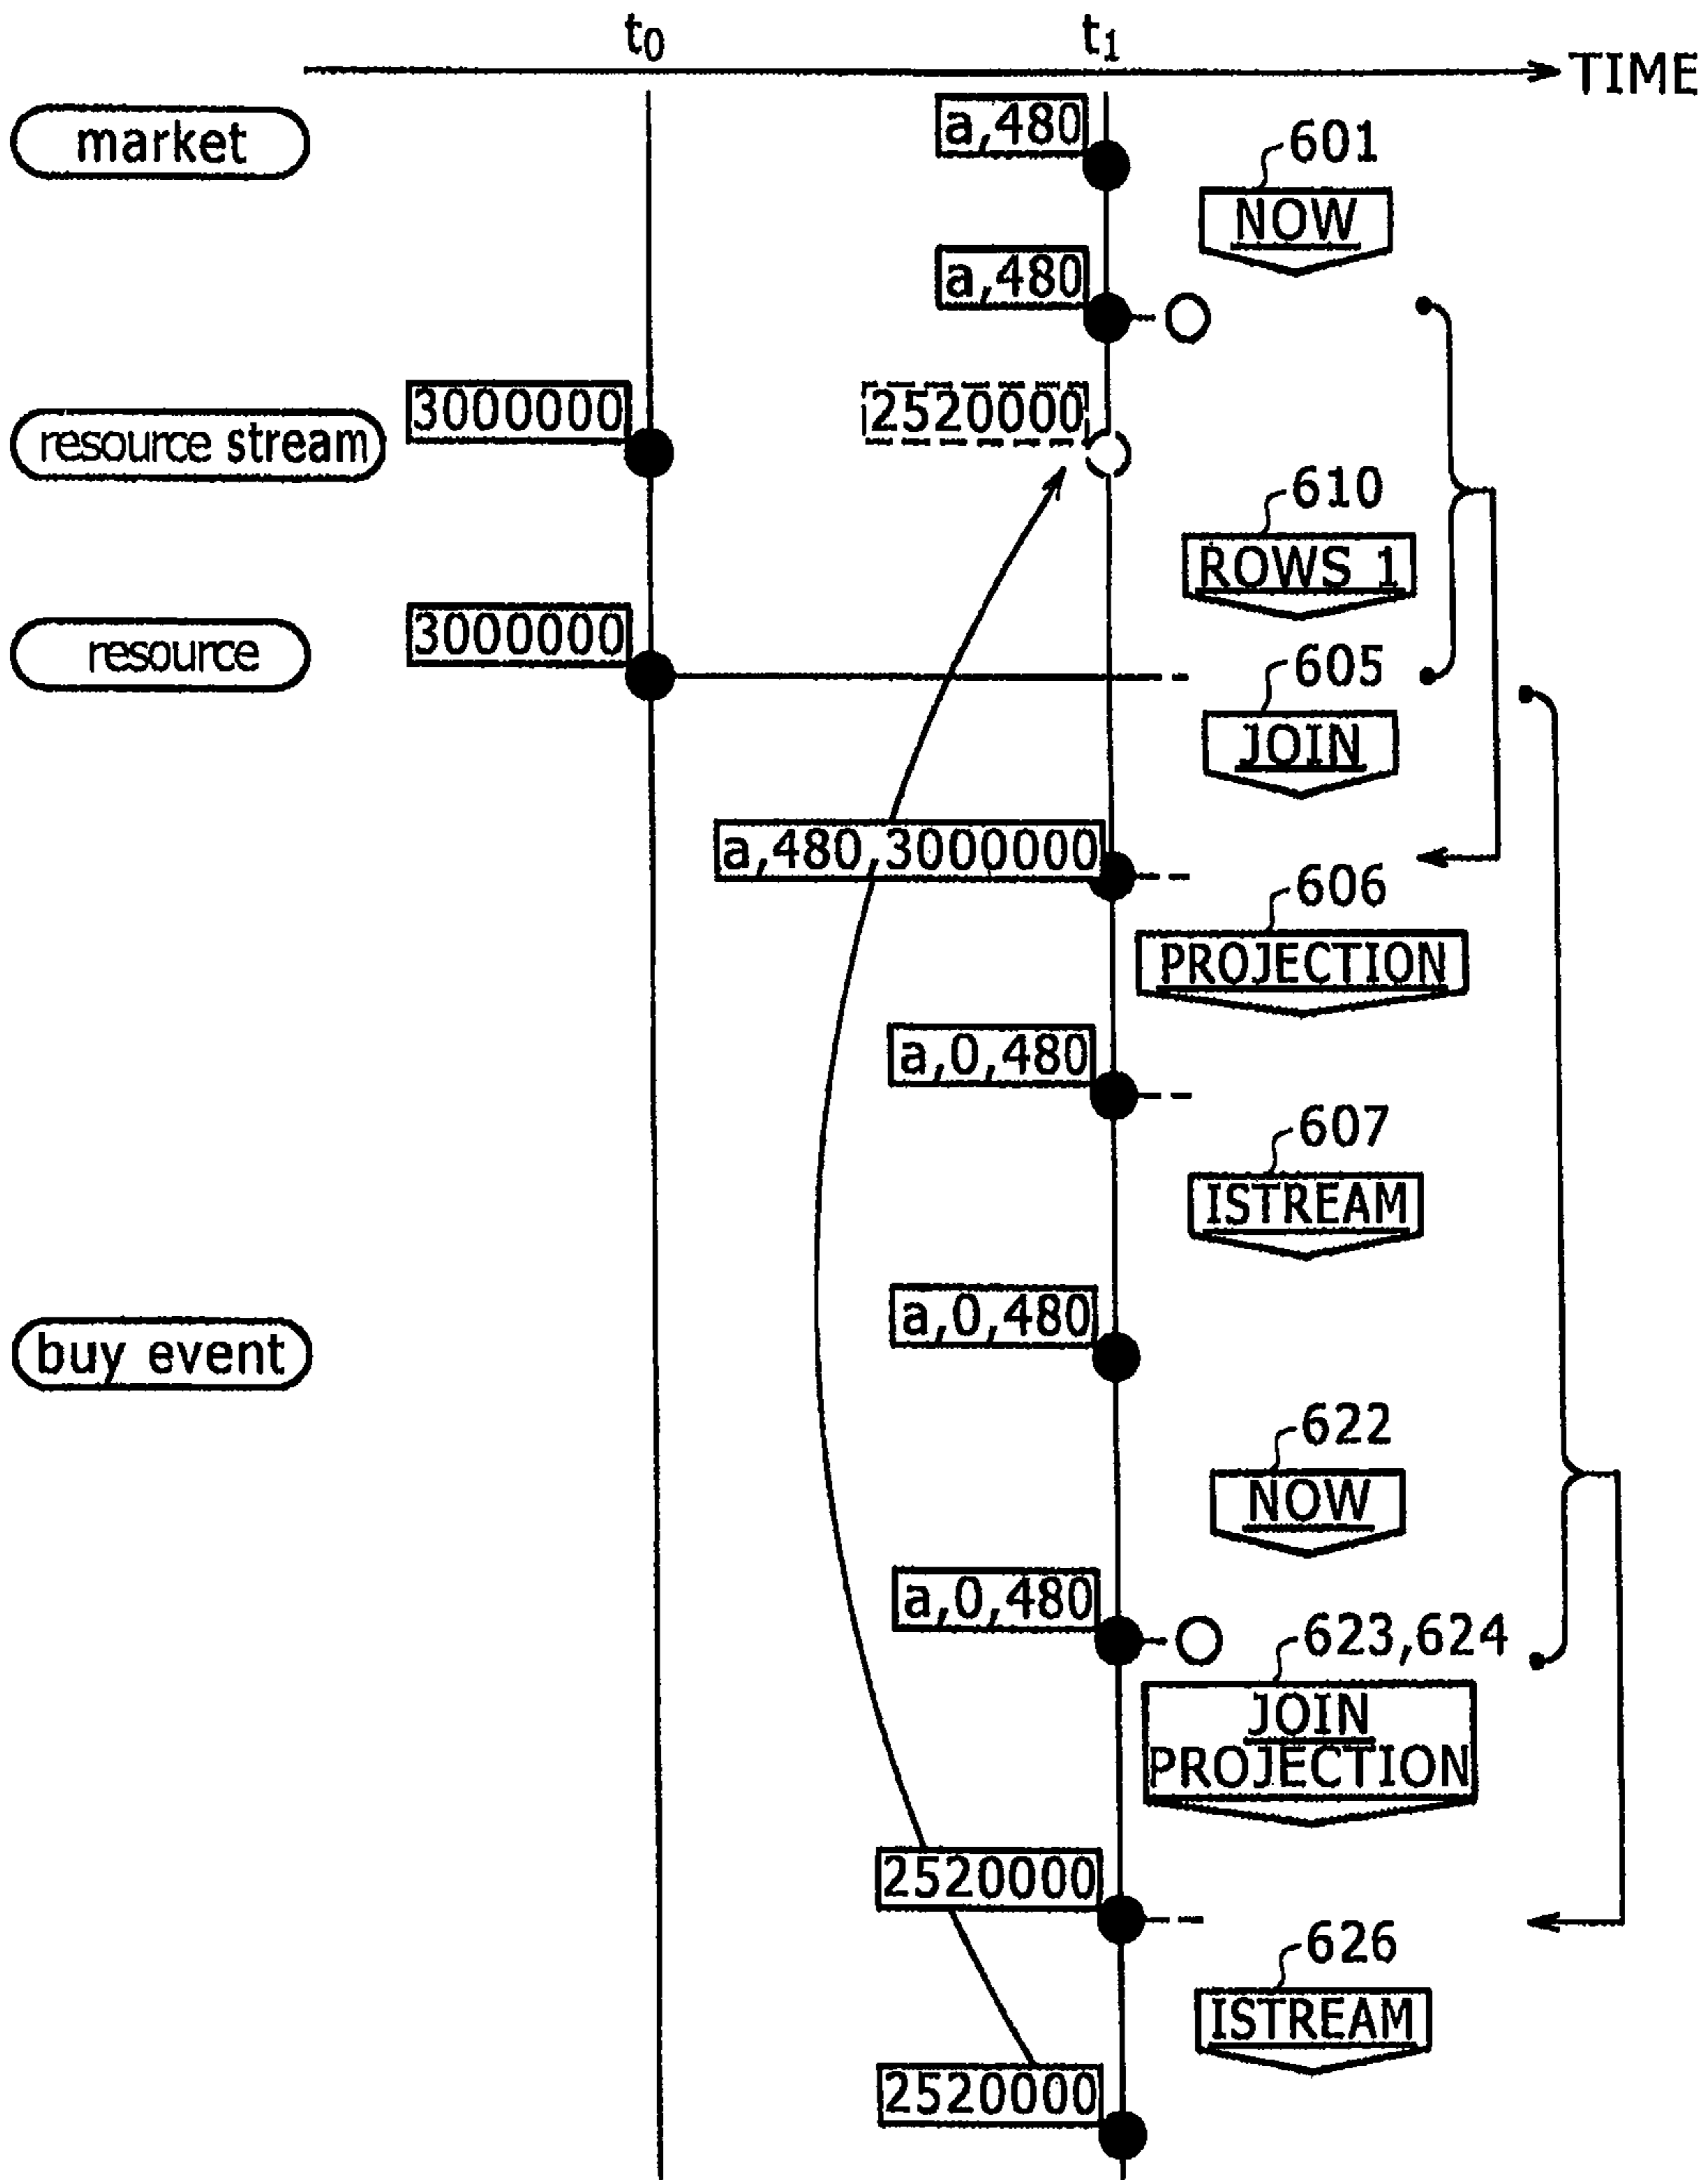 t0 t1
TIME
market
a,480
601
NOW
a,480
resource stream
3000000
2520000
610
ROWS 1
resource
3000000
605
JOIN
a,480,3000000
606
PROJECTION
a,0,480
607
ISTREAM
buy event
a,0,480
622
NOW
a,0,480
623,624
JOIN
PROJECTION
2520000
626
ISTREAM
2520000